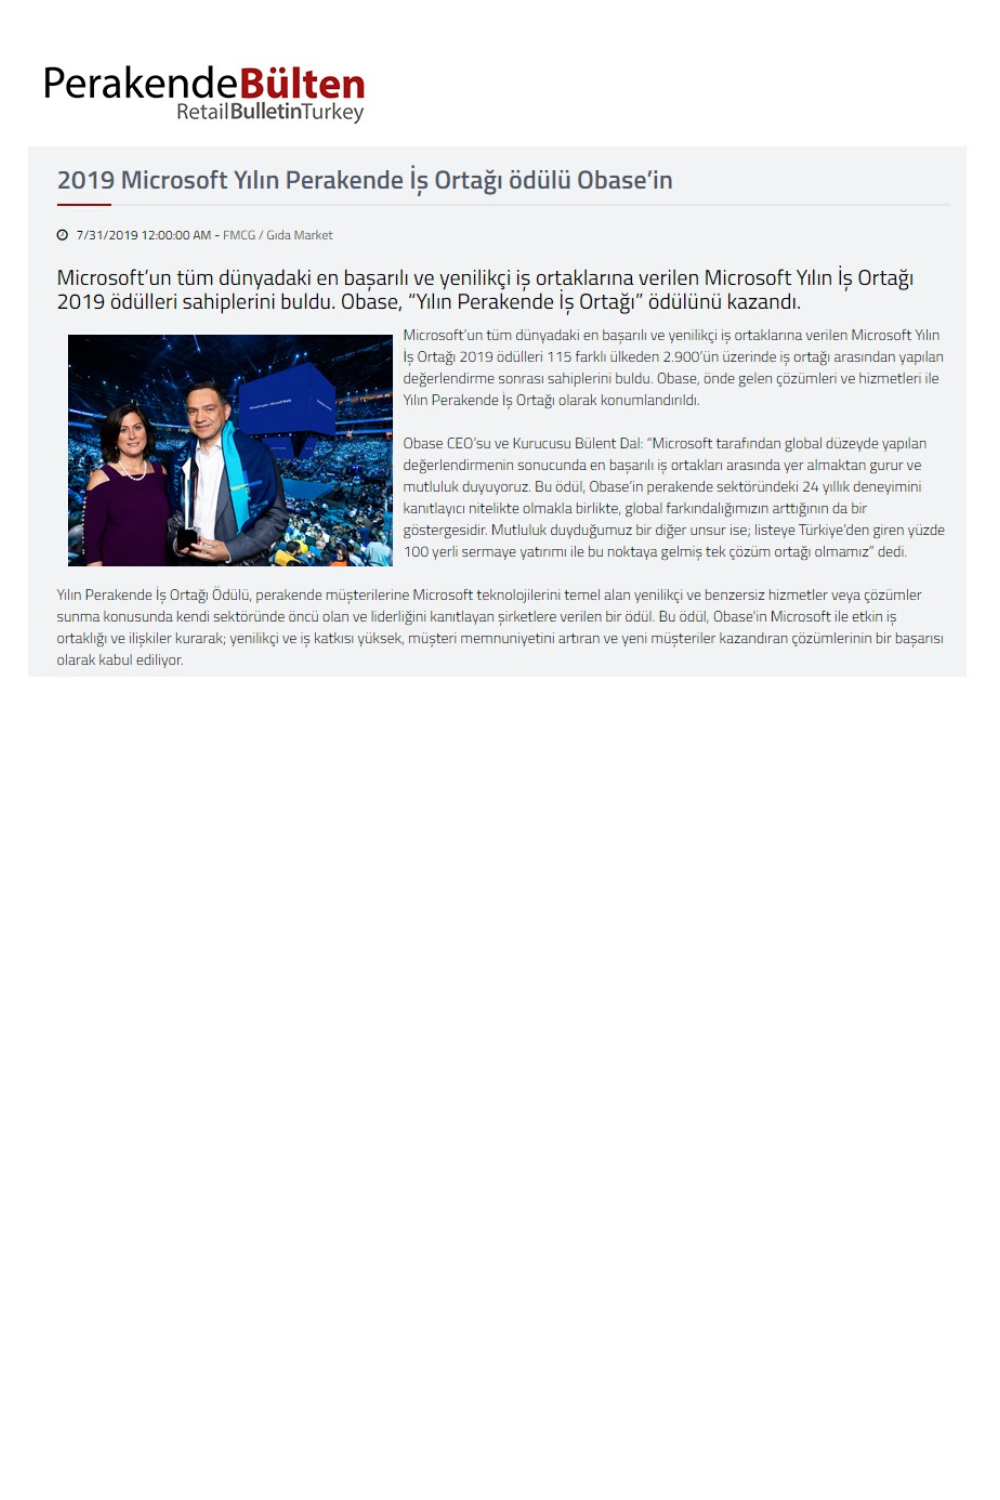 PerakendeBülten
RetailBulletinTurkey
2019 Microsoft Yılın Perakende İş Ortağı ödülü Obase’in
7/31/2019 12:00:00 AM - FMCG / Gıda Market
Microsoft’un tüm dünyadaki en başarılı ve yenilikçi iş ortaklarına verilen Microsoft Yılın İş Ortağı
2019 ödülleri sahiplerini buldu. Obase, “Yılın Perakende İş Ortağı” ödülünü kazandı.
Microsoft’un tüm dünyadaki en başarılı ve yenilikçi iş ortaklarına verilen Microsoft Yılın
İş Ortağı 2019 ödülleri 115 farklı ülkeden 2.900’ün üzerinde iş ortağı arasından yapılan
değerlendirme sonrası sahiplerini buldu. Obase, önde gelen çözümleri ve hizmetleri ile
Yılın Perakende İş Ortağı olarak konumlandırıldı.
Obase CEO’su ve Kurucusu Bülent Dal: “Microsoft tarafından global düzeyde yapılan
değerlendirmenin sonucunda en başarılı iş ortakları arasında yer almaktan gurur ve
mutluluk duyuyoruz. Bu ödül, Obase’in perakende sektöründeki 24 yıllık deneyimini
kanıtlayıcı nitelikte olmakla birlikte, global farkındalığımızın arttığının da bir
göstergesidir. Mutluluk duyduğumuz bir diğer unsur ise; listeye Türkiye’den giren yüzde
100 yerli sermaye yatırımı ile bu noktaya gelmiş tek çözüm ortağı olmamız” dedi.
Yılın Perakende İş Ortağı Ödülü, perakende müşterilerine Microsoft teknolojilerini temel alan yenilikçi ve benzersiz hizmetler veya çözümler
sunma konusunda kendi sektöründe öncü olan ve liderliğini kanıtlayan şirketlere verilen bir ödül. Bu ödül, Obase’in Microsoft ile etkin iş
ortaklığı ve ilişkiler kurarak; yenilikçi ve iş katkısı yüksek, müşteri memnuniyetini artıran ve yeni müşteriler kazandıran çözümlerinin bir başarısı
olarak kabul ediliyor.